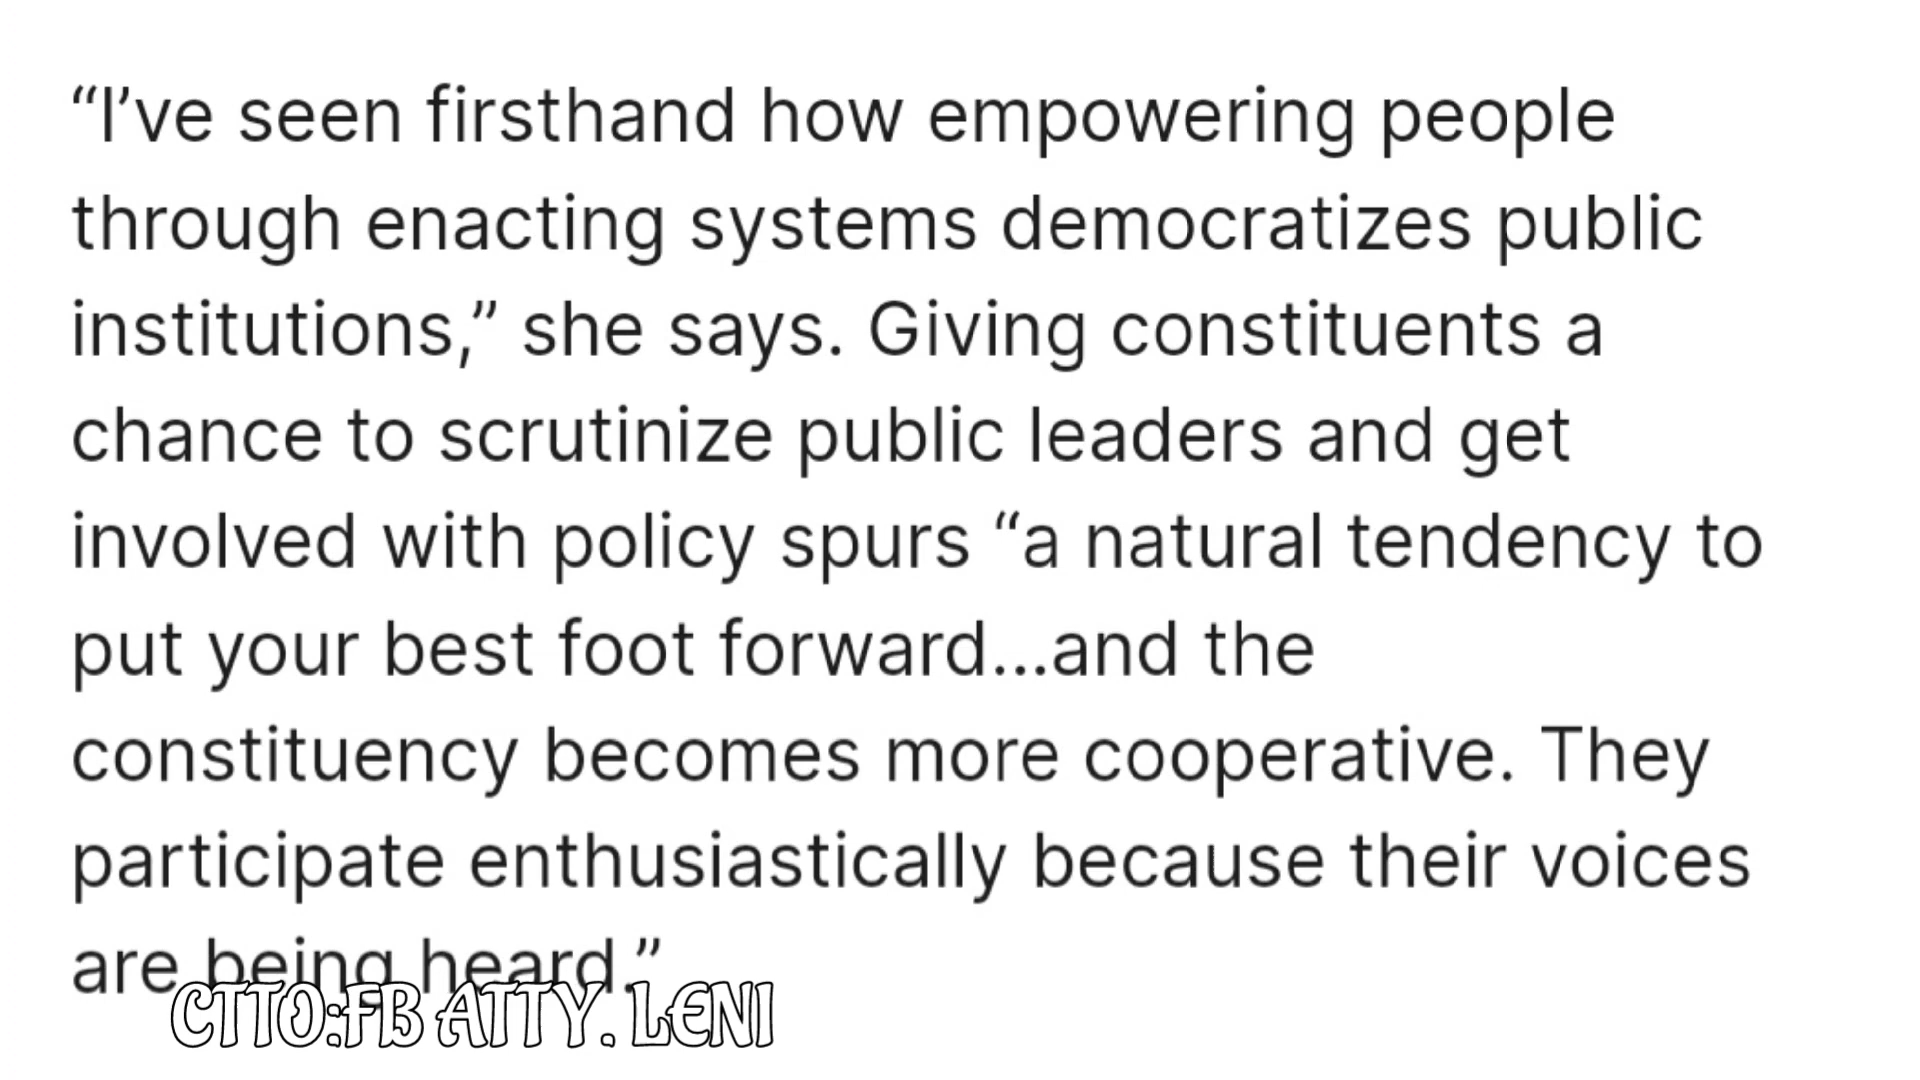 “I’ve seen firsthand how empowering people
through enacting systems democratizes public
institutions,” she says. Giving constituents a
chance to scrutinize public leaders and get
involved with policy spurs “a natural tendency to
put your best foot forward...and the
constituency becomes more cooperative. They
participate enthusiastically because their voices
are being heard.”
CTTO:FB ATTY. LENI